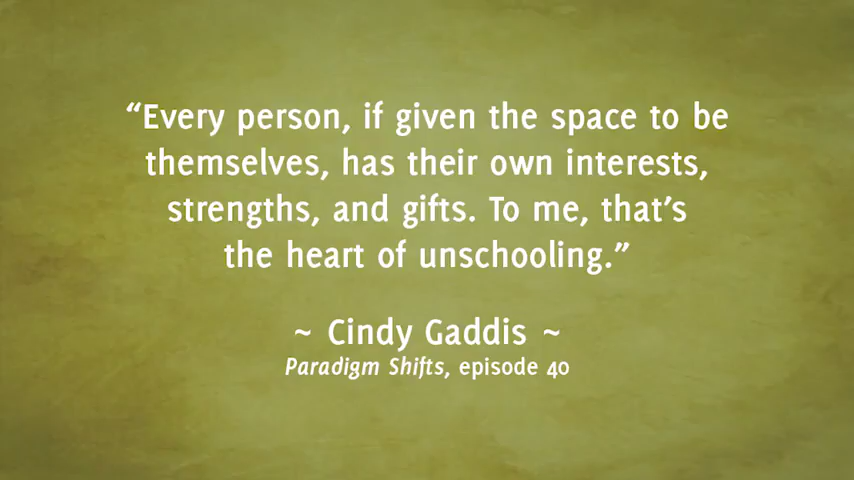 “Every person, if given the space to be
themselves, has their own interests,
strengths, and gifts. To me, that’s
the heart of unschooling.”
~ Cindy Gaddis ~
Paradigm Shifts, episode 40